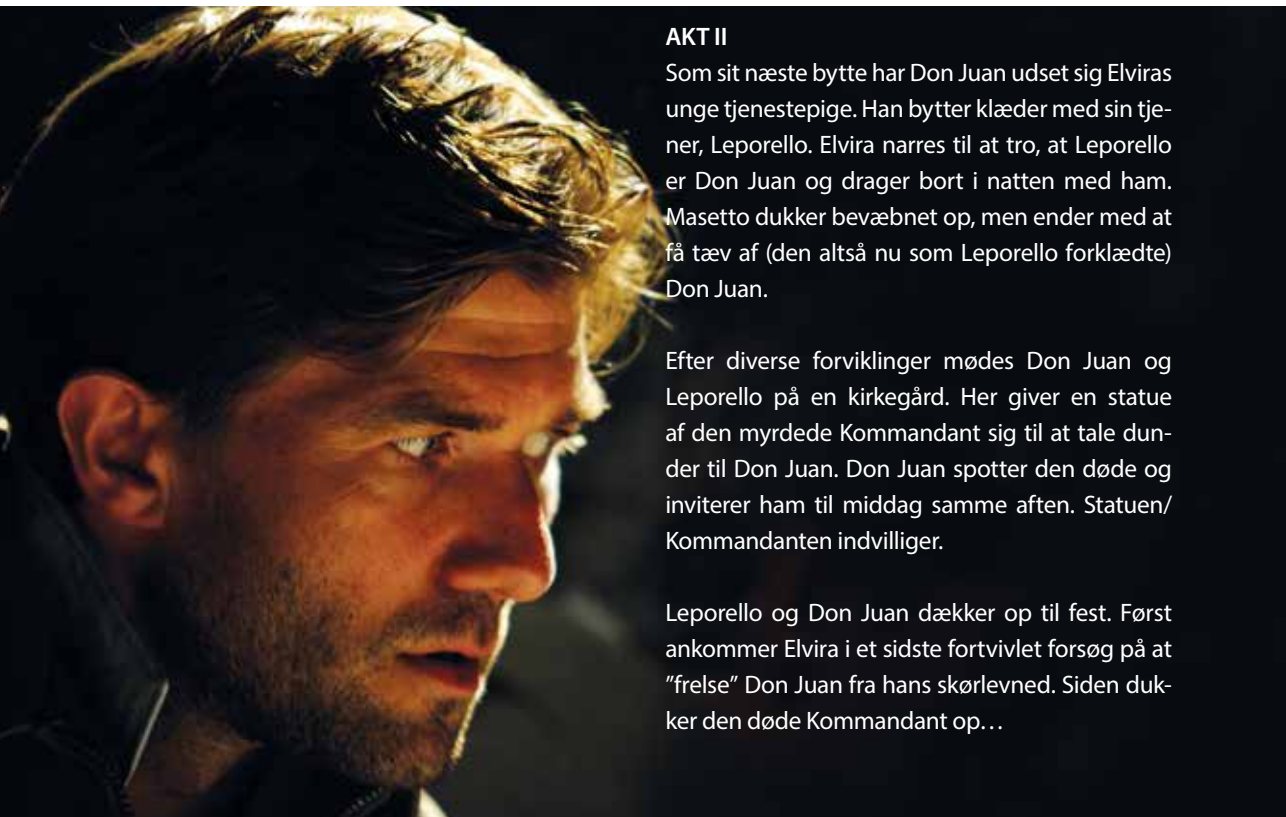 AKT II
Som sit næste bytte har Don Juan udset sig Elviras
unge tjenestepige. Han bytter klæder med sin tje-
ner, Leporello. Elvira narres til at tro, at Leporello
er Don Juan og drager bort i natten med ham.
Masetto dukker bevæbnet op, men ender med at
få tæv af (den altså nu som Leporello forklædte)
Don Juan.
Efter diverse forviklinger mødes Don Juan og
Leporello på en kirkegård. Her giver en statue
af den myrdede Kommandant sig til at tale dun-
der til Don Juan. Don Juan spotter den døde og
inviterer ham til middag samme aften. Statuen/
Kommandanten indvilliger.
Leporello og Don Juan dækker op til fest. Først
ankommer Elvira i et sidste fortvivlet forsøg på at
”frelse” Don Juan fra hans skørlevned. Siden duk-
ker den døde Kommandant op…